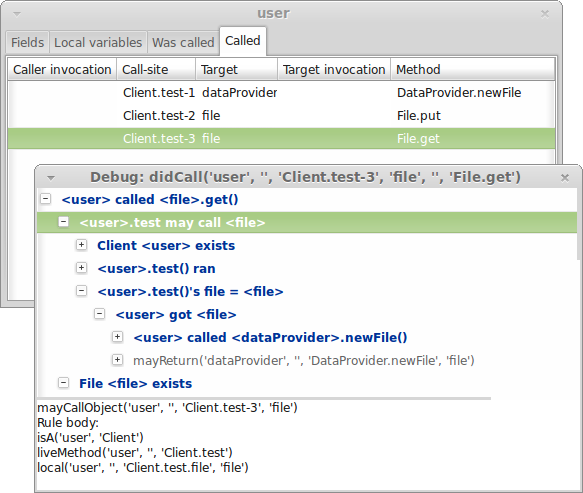 user
Fields Local variables Was called Called
Caller invocation Call-site Target Target invocation Method
Client.test-1 dataProvider DataProvider.newFile
Client.test-2 file File.put
Client.test-3 file File.get
Debug: didCall('user', '', 'Client.test-3', 'file', '', 'File.get')
<user> called <file>.get()
<user>.test may call <file>
Client <user> exists
<user>.test() ran
<user>.test()'s file = <file>
<user> got <file>
<user> called <dataProvider>.newFile()
mayReturn('dataProvider', '', 'DataProvider.newFile', 'file')
File <file> exists
mayCallObject('user', '', 'Client.test-3', 'file')
Rule body:
isA('user', 'Client')
liveMethod('user', '', 'Client.test')
local('user', '', 'Client.test.file', 'file')